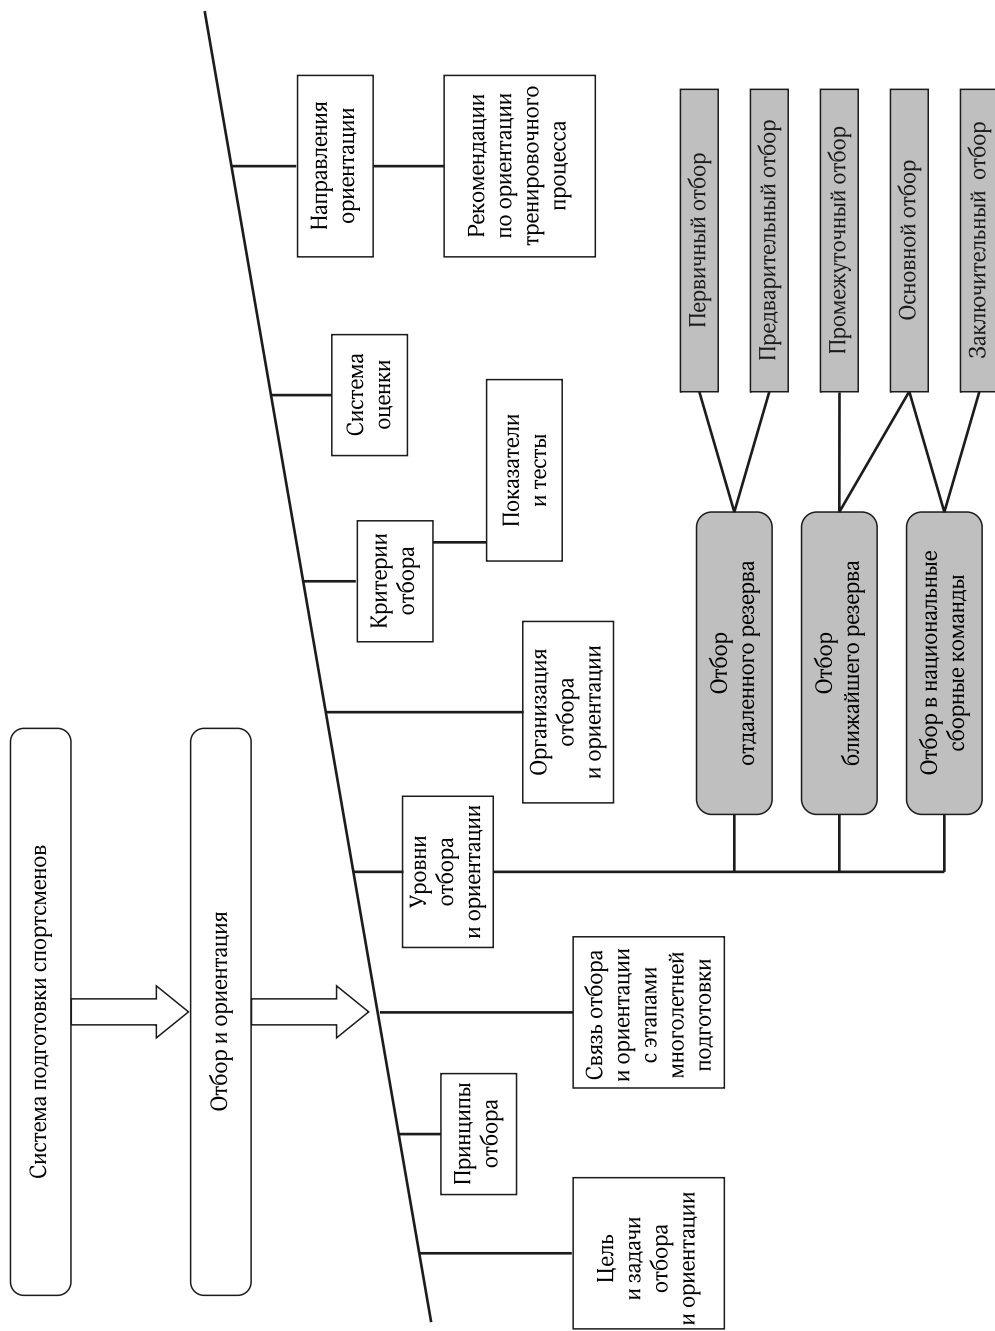 Система подготовки спортсменов
Отбор и ориентация
Цель
и задачи
отбора
и ориентации
Принципы
отбора
Связь отбора
и ориентации
с этапами
многолетней
подготовки
Уровни
отбора
и ориентации
Организация
отбора
и ориентации
Критерии
отбора
Показатели
и тесты
Система
оценки
Направления
ориентации
Рекомендации
по ориентации
тренировочного
процесса
Отбор
отдаленного резерва
Отбор
ближайшего резерва
Отбор в национальные
сборные команды
Первичный отбор
Предварительный отбор
Промежуточный отбор
Основной отбор
Заключительный отбор